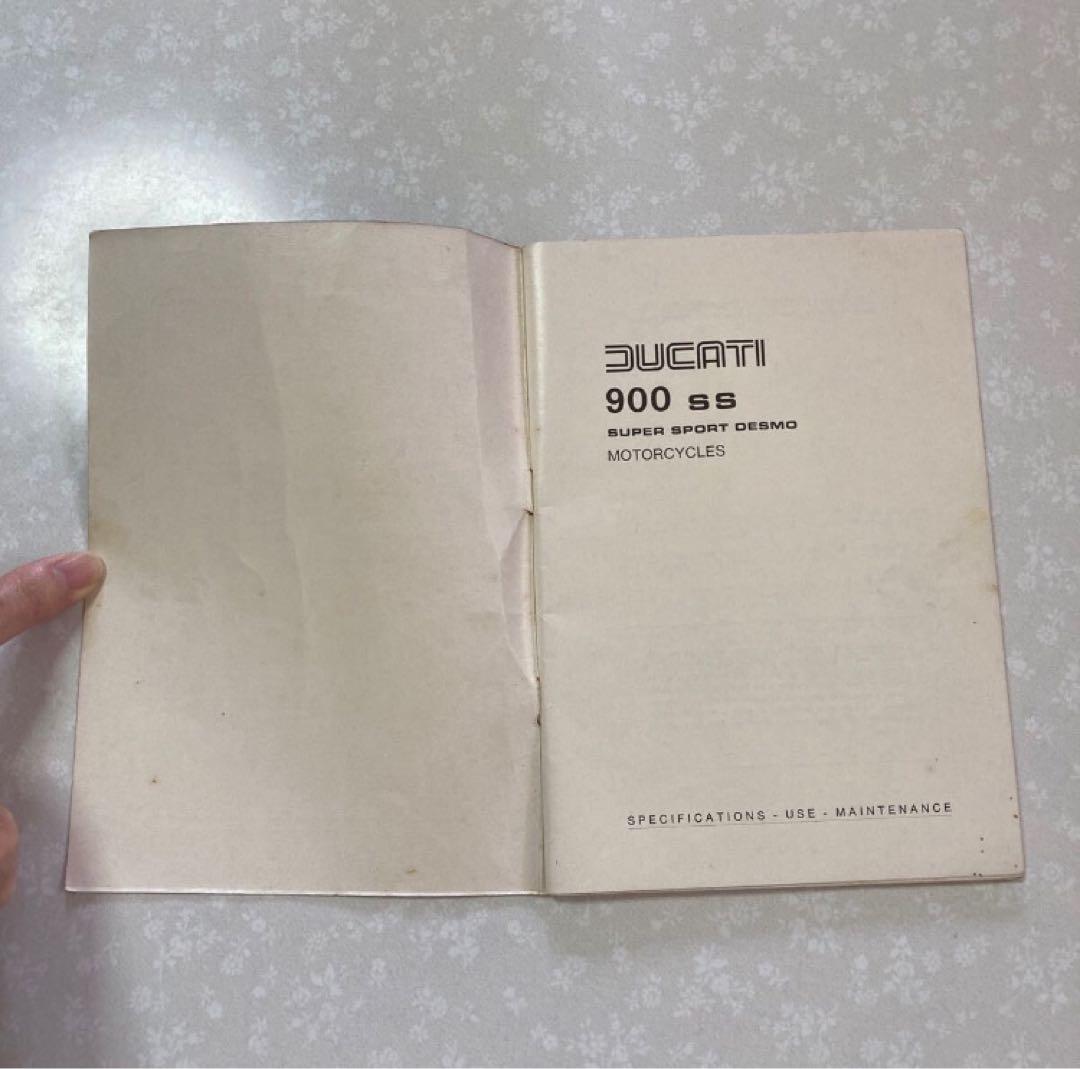 DUCATI
900 SS
SUPER SPORT DESMO
MOTORCYCLES
SPECIFICATIONS - USE - MAINTENANCE